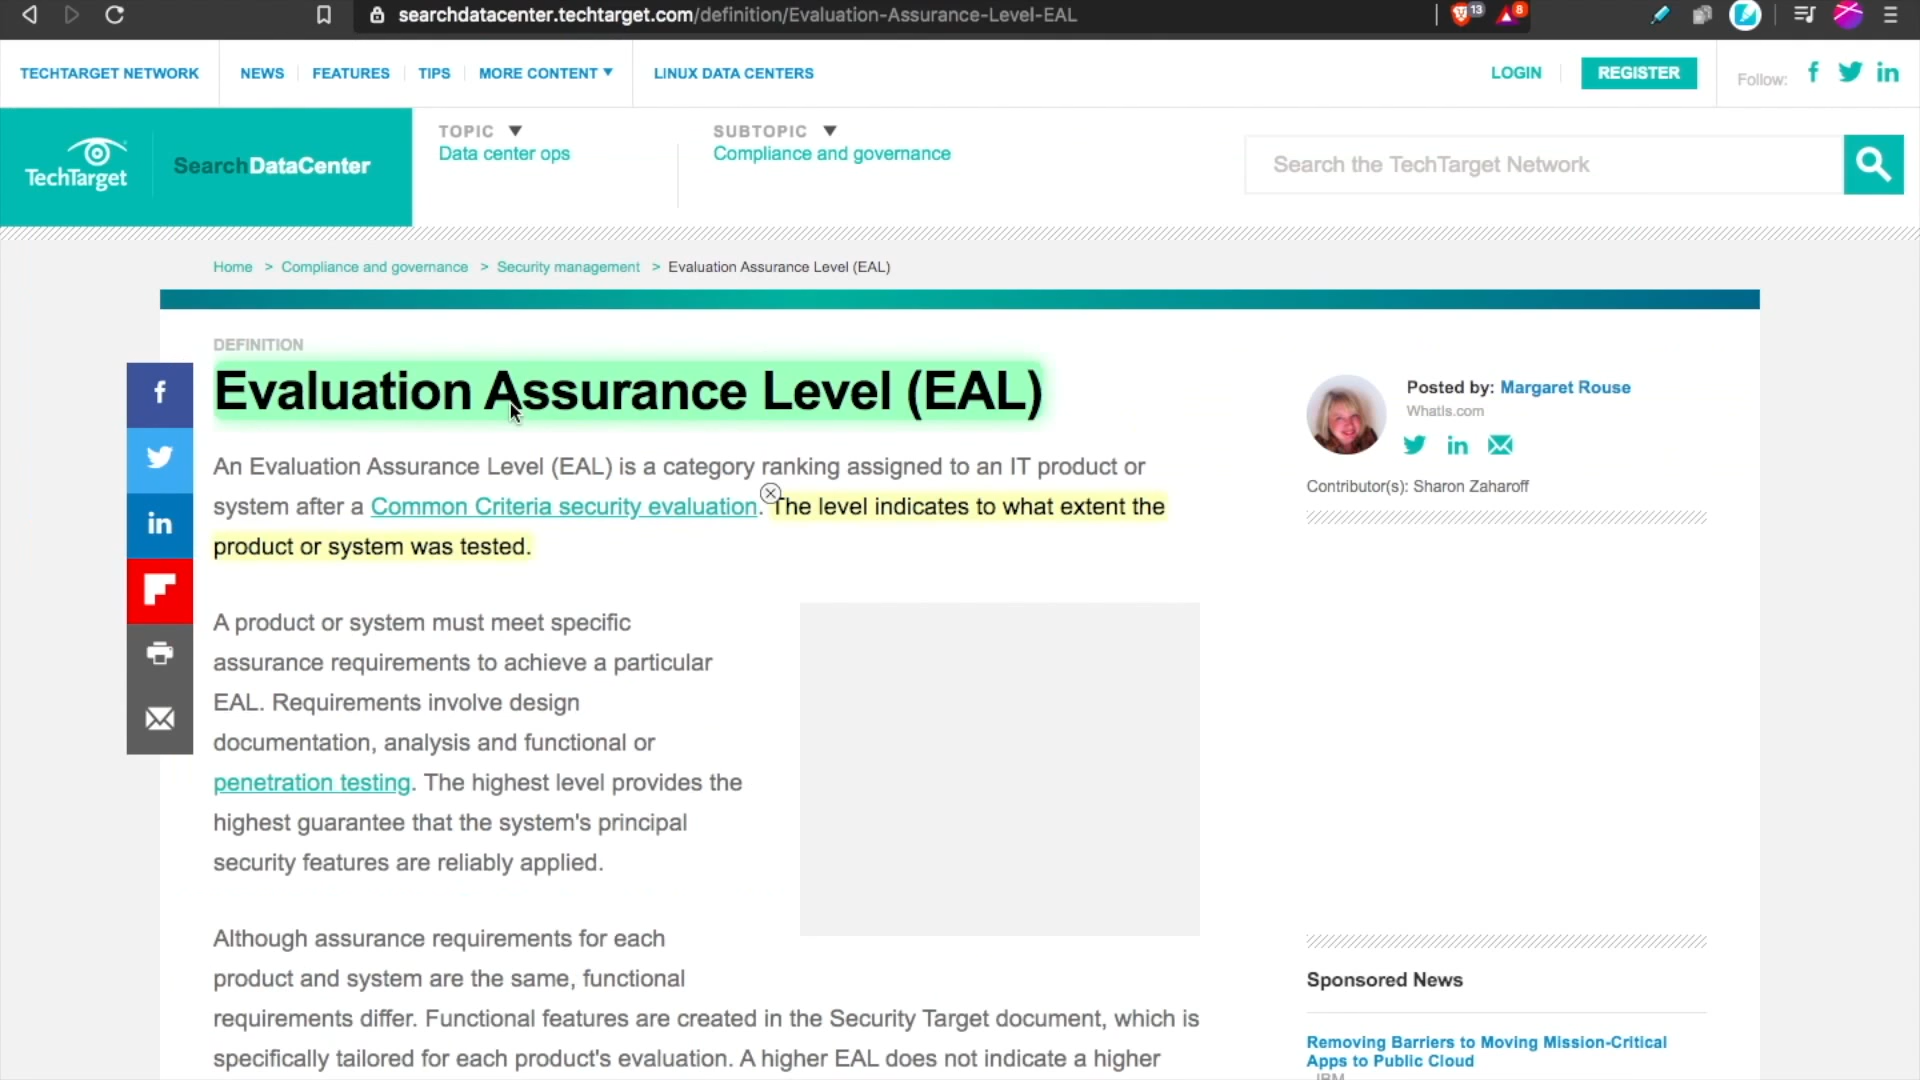 searchdatacenter.techtarget.com/definition/Evaluation-Assurance-Level-EAL
13
8
TECHTARGET NETWORK
NEWS
FEATURES
TIPS
MORE CONTENT
LINUX DATA CENTERS
LOGIN
REGISTER
Follow:
TechTarget
SearchDataCenter
TOPIC
Data center ops
SUBTOPIC
Compliance and governance
Search the TechTarget Network
Home > Compliance and governance > Security management > Evaluation Assurance Level (EAL)
DEFINITION
Evaluation Assurance Level (EAL)
An Evaluation Assurance Level (EAL) is a category ranking assigned to an IT product or
system after a Common Criteria security evaluation. The level indicates to what extent the
product or system was tested.
A product or system must meet specific
assurance requirements to achieve a particular
EAL. Requirements involve design
documentation, analysis and functional or
penetration testing. The highest level provides the
highest guarantee that the system's principal
security features are reliably applied.
Although assurance requirements for each
product and system are the same, functional
requirements differ. Functional features are created in the Security Target document, which is
specifically tailored for each product's evaluation. A higher EAL does not indicate a higher
Posted by: Margaret Rouse
WhatIs.com
Contributor(s): Sharon Zaharoff
Sponsored News
Removing Barriers to Moving Mission-Critical
Apps to Public Cloud
IBM